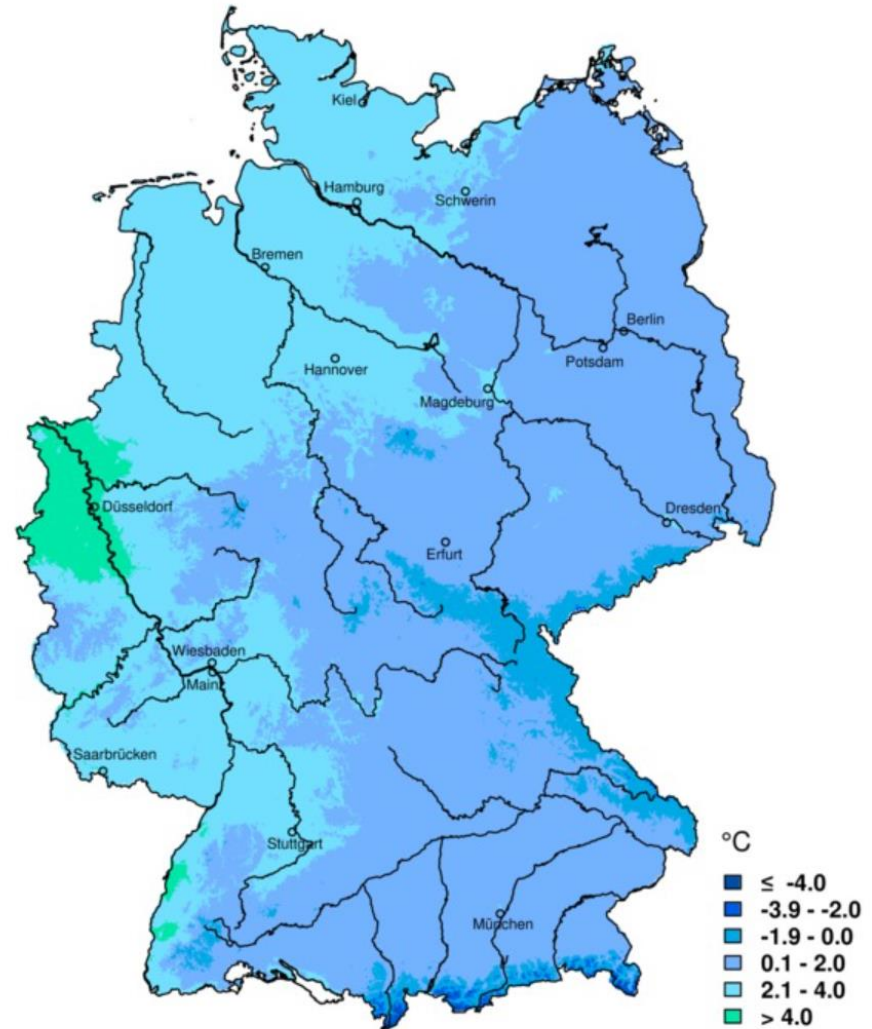 Kiel
Hamburg
Schwerin
Bremen
Berlin
Hannover
Potsdam
Magdeburg
Düsseldorf
Dresden
Erfurt
Wiesbaden
Main
Saarbrücken
Stuttgart
München
°C
≤ -4.0
-3.9 - -2.0
-1.9 - 0.0
0.1 - 2.0
2.1 - 4.0
> 4.0